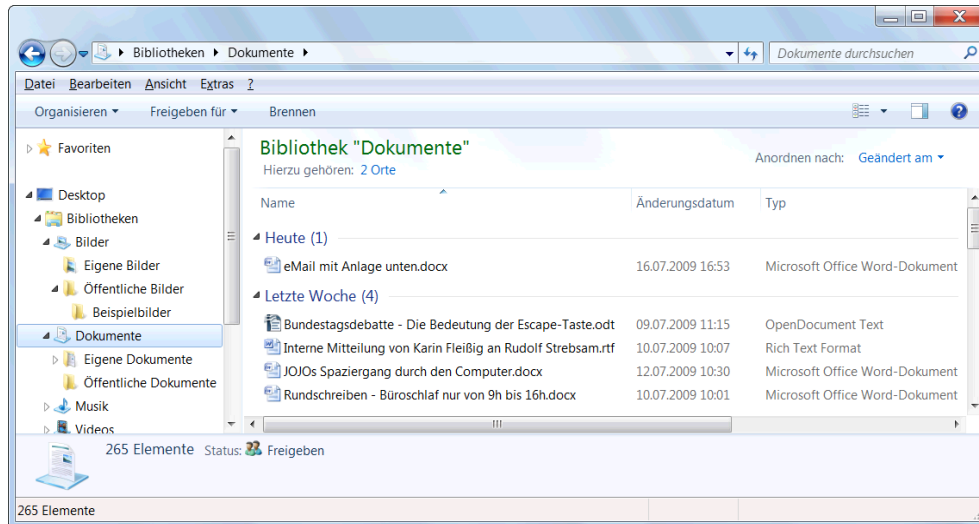 Bibliotheken Dokumente
Dokumente durchsuchen
Datei Bearbeiten Ansicht Extras ?
Organisieren Freigeben für Brennen
Favoriten
Desktop
Bibliotheken
Bilder
Eigene Bilder
Öffentliche Bilder
Beispielbilder
Dokumente
Eigene Dokumente
Öffentliche Dokumente
Musik
Videos
Bibliothek "Dokumente"
Hierzu gehören: 2 Orte
Anordnen nach: Geändert am
Name Änderungsdatum Typ
Heute (1)
eMail mit Anlage unten.docx 16.07.2009 16:53 Microsoft Office Word-Dokument
Letzte Woche (4)
Bundestagsdebatte - Die Bedeutung der Escape-Taste.odt 09.07.2009 11:15 OpenDocument Text
Interne Mitteilung von Karin Fleißig an Rudolf Strebsam.rtf 10.07.2009 10:07 Rich Text Format
JOJOs Spaziergang durch den Computer.docx 12.07.2009 10:30 Microsoft Office Word-Dokument
Rundschreiben - Büroschlaf nur von 9h bis 16h.docx 10.07.2009 10:01 Microsoft Office Word-Dokument
265 Elemente Status: Freigeben
265 Elemente